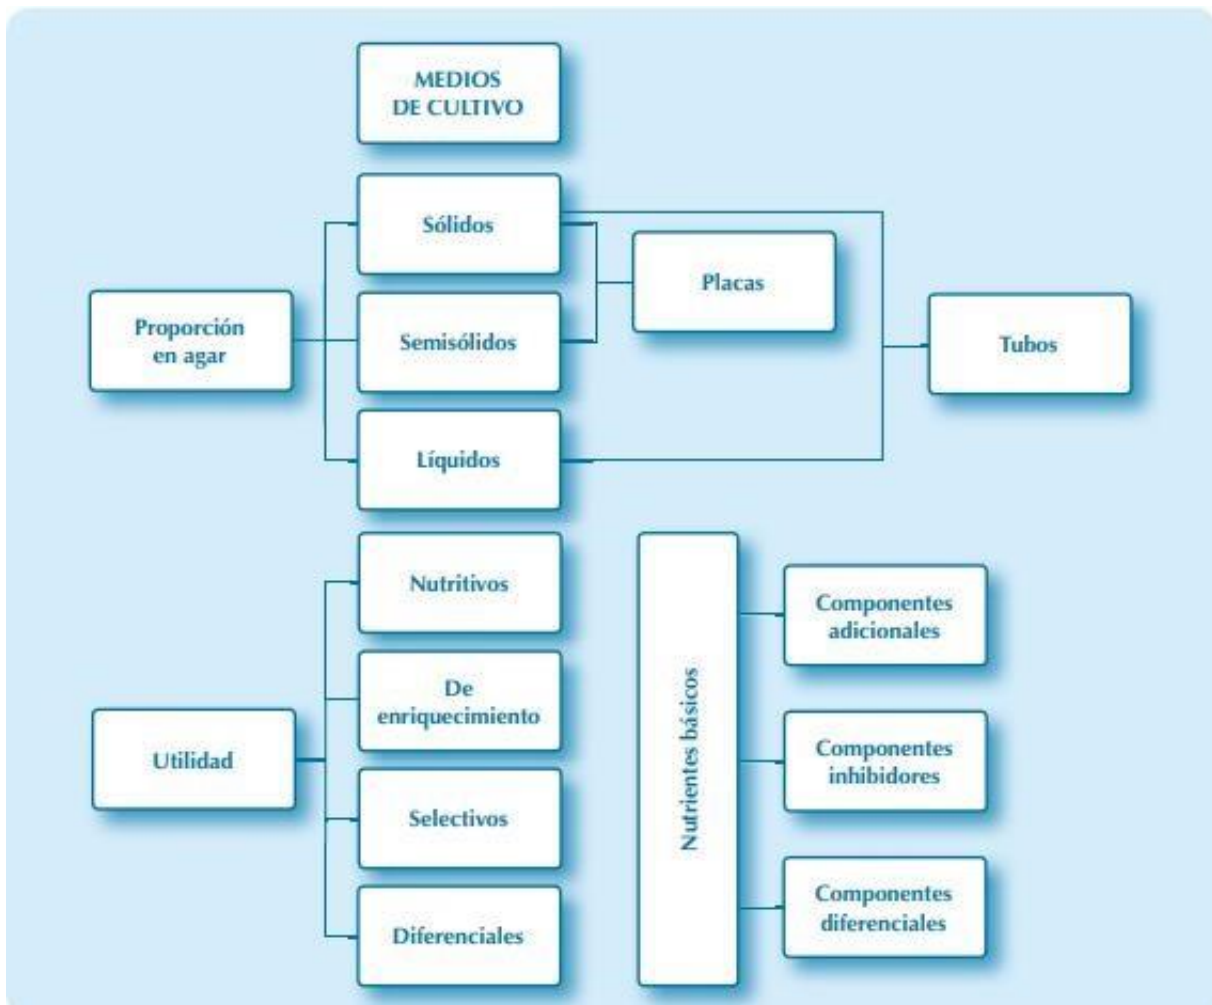 MEDIOS
DE CULTIVO
Sólidos
Placas
Proporción
en agar
Semisólidos
Tubos
Líquidos
Nutritivos
De
enriquecimiento
Utilidad
Selectivos
Diferenciales
Nutrientes básicos
Componentes
adicionales
Componentes
inhibidores
Componentes
diferenciales